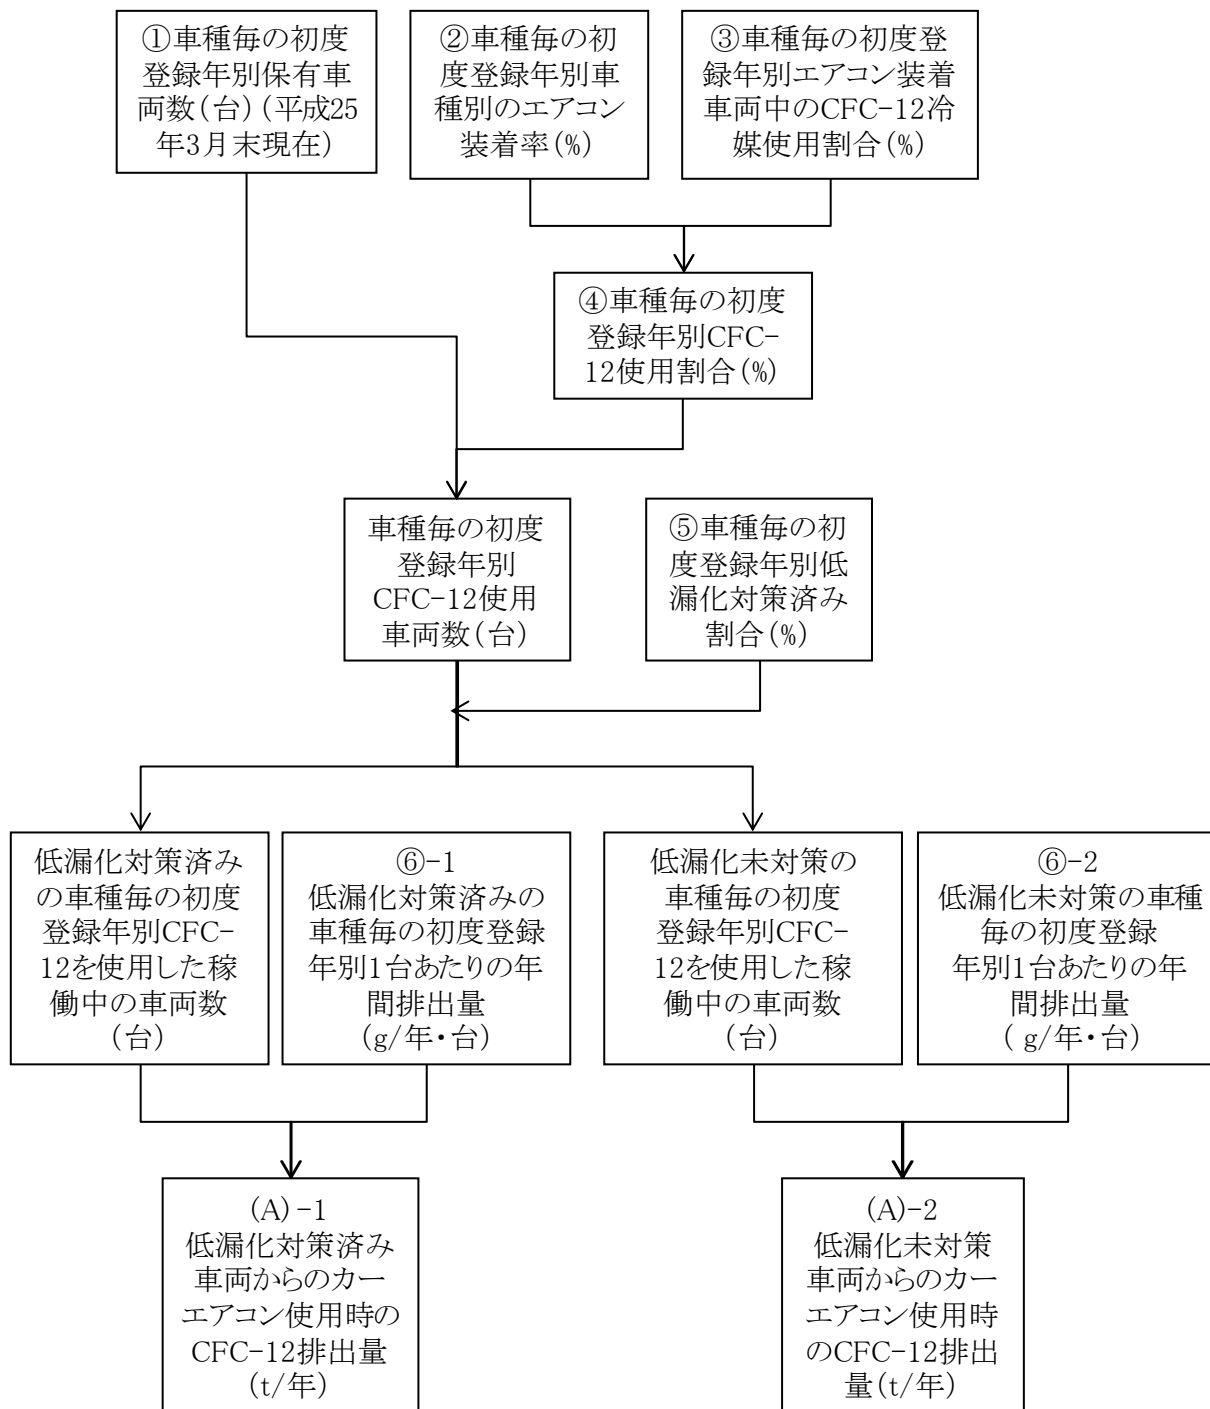 ①車種毎の初度
登録年別保有車
両数(台)(平成25
年3月末現在)
②車種毎の初
度登録年別車
種別のエアコン
装着率(%)
③車種毎の初度登
録年別エアコン装着
車両中のCFC-12冷
媒使用割合(%)
④車種毎の初度
登録年別CFC-
12使用割合(%)
車種毎の初度
登録年別
CFC-12使用
車両数(台)
⑤車種毎の初
度登録年別低
漏化対策済み
割合(%)
低漏化対策済み
の車種毎の初度
登録年別CFC-
12を使用した稼
働中の車両数
(台)
⑥-1
低漏化対策済みの
車種毎の初度登録
年別1台あたりの年
間排出量
(g/年・台)
低漏化未対策の
車種毎の初度
登録年別CFC-
12を使用した稼
働中の車両数
(台)
⑥-2
低漏化未対策の車種
毎の初度登録
年別1台あたりの年
間排出量
( g/年・台)
(A)-1
低漏化対策済み
車両からのカー
エアコン使用時の
CFC-12排出量
(t/年)
(A)-2
低漏化未対策
車両からのカー
エアコン使用時
のCFC-12排出
量(t/年)